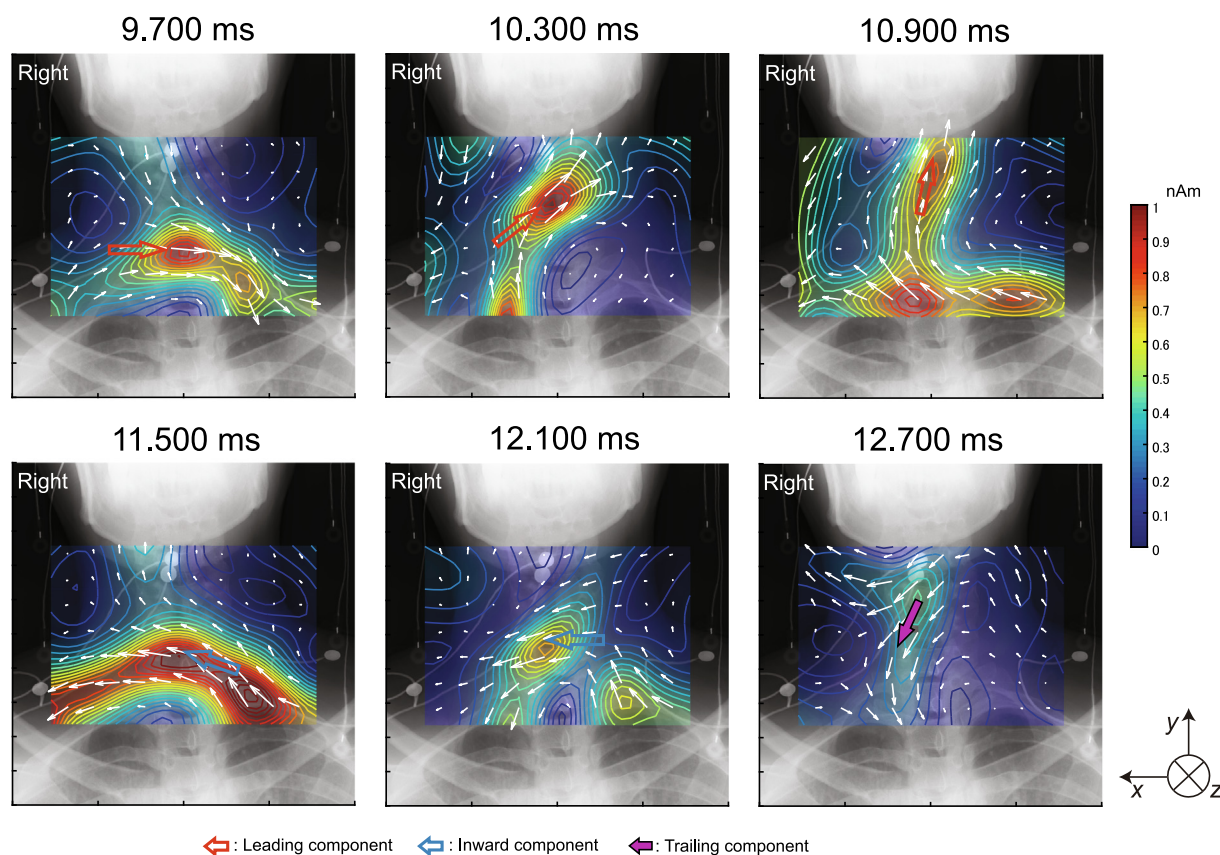 9.700 ms
10.300 ms
10.900 ms
Right
Right
Right
nAm
1
0.9
0.8
0.7
0.6
0.5
0.4
0.3
0.2
0.1
0
11.500 ms
12.100 ms
12.700 ms
Right
Right
Right
y
x
z
: Leading component
: Inward component
: Trailing component